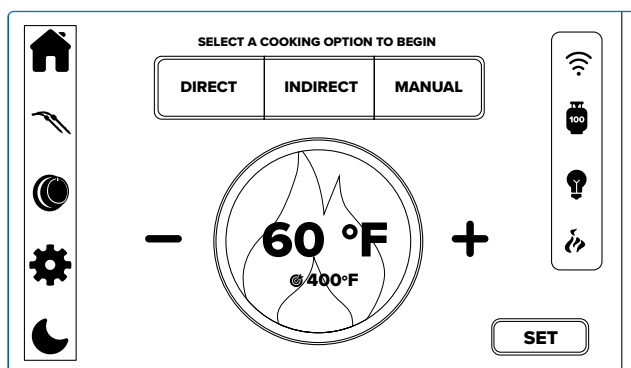 SELECT A COOKING OPTION TO BEGIN
DIRECT INDIRECT MANUAL
100
60 °F
400°F
SET